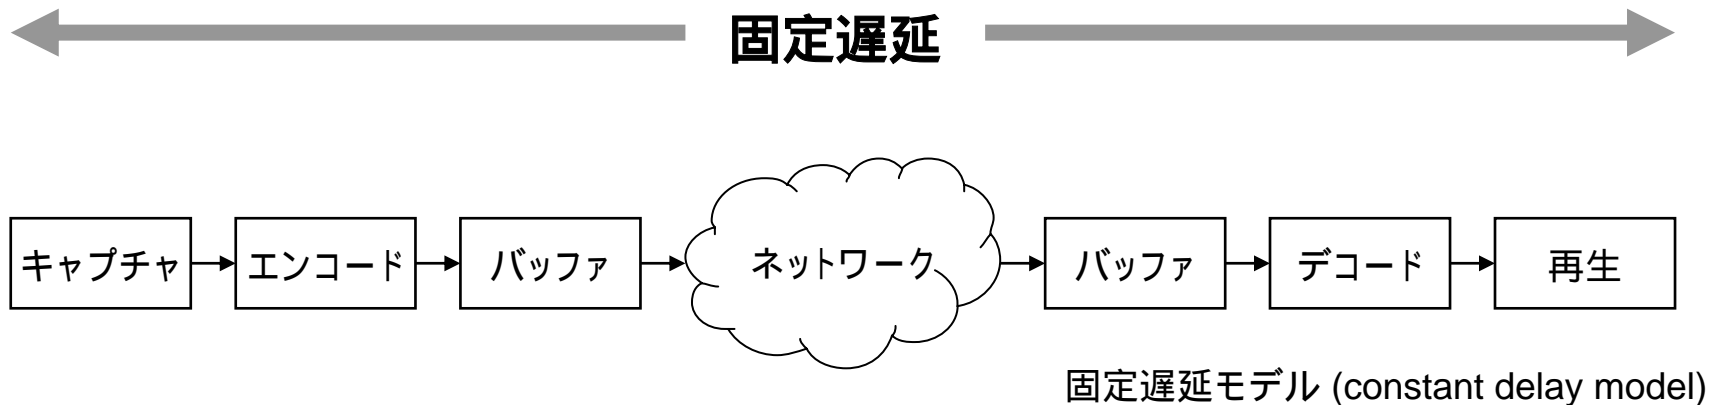 固定遅延
キャプチャ
エンコード
バッファ
ネットワーク
バッファ
デコード
再生
固定遅延モデル (constant delay model)